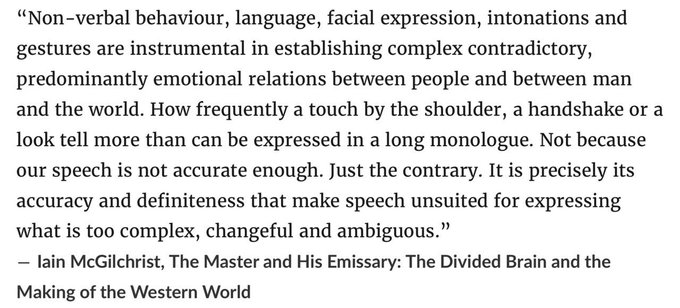 “Non-verbal behaviour, language, facial expression, intonations and
gestures are instrumental in establishing complex contradictory,
predominantly emotional relations between people and between man
and the world. How frequently a touch by the shoulder, a handshake or a
look tell more than can be expressed in a long monologue. Not because
our speech is not accurate enough. Just the contrary. It is precisely its
accuracy and definiteness that make speech unsuited for expressing
what is too complex, changeful and ambiguous.”
― Iain McGilchrist, The Master and His Emissary: The Divided Brain and the
Making of the Western World